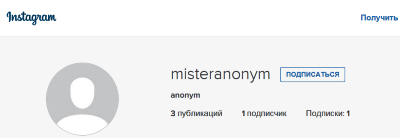 Instagram
Получить
misteranonym ПОДПИСАТЬСЯ
anonym
3 публикаций 1 подписчик Подписки: 1